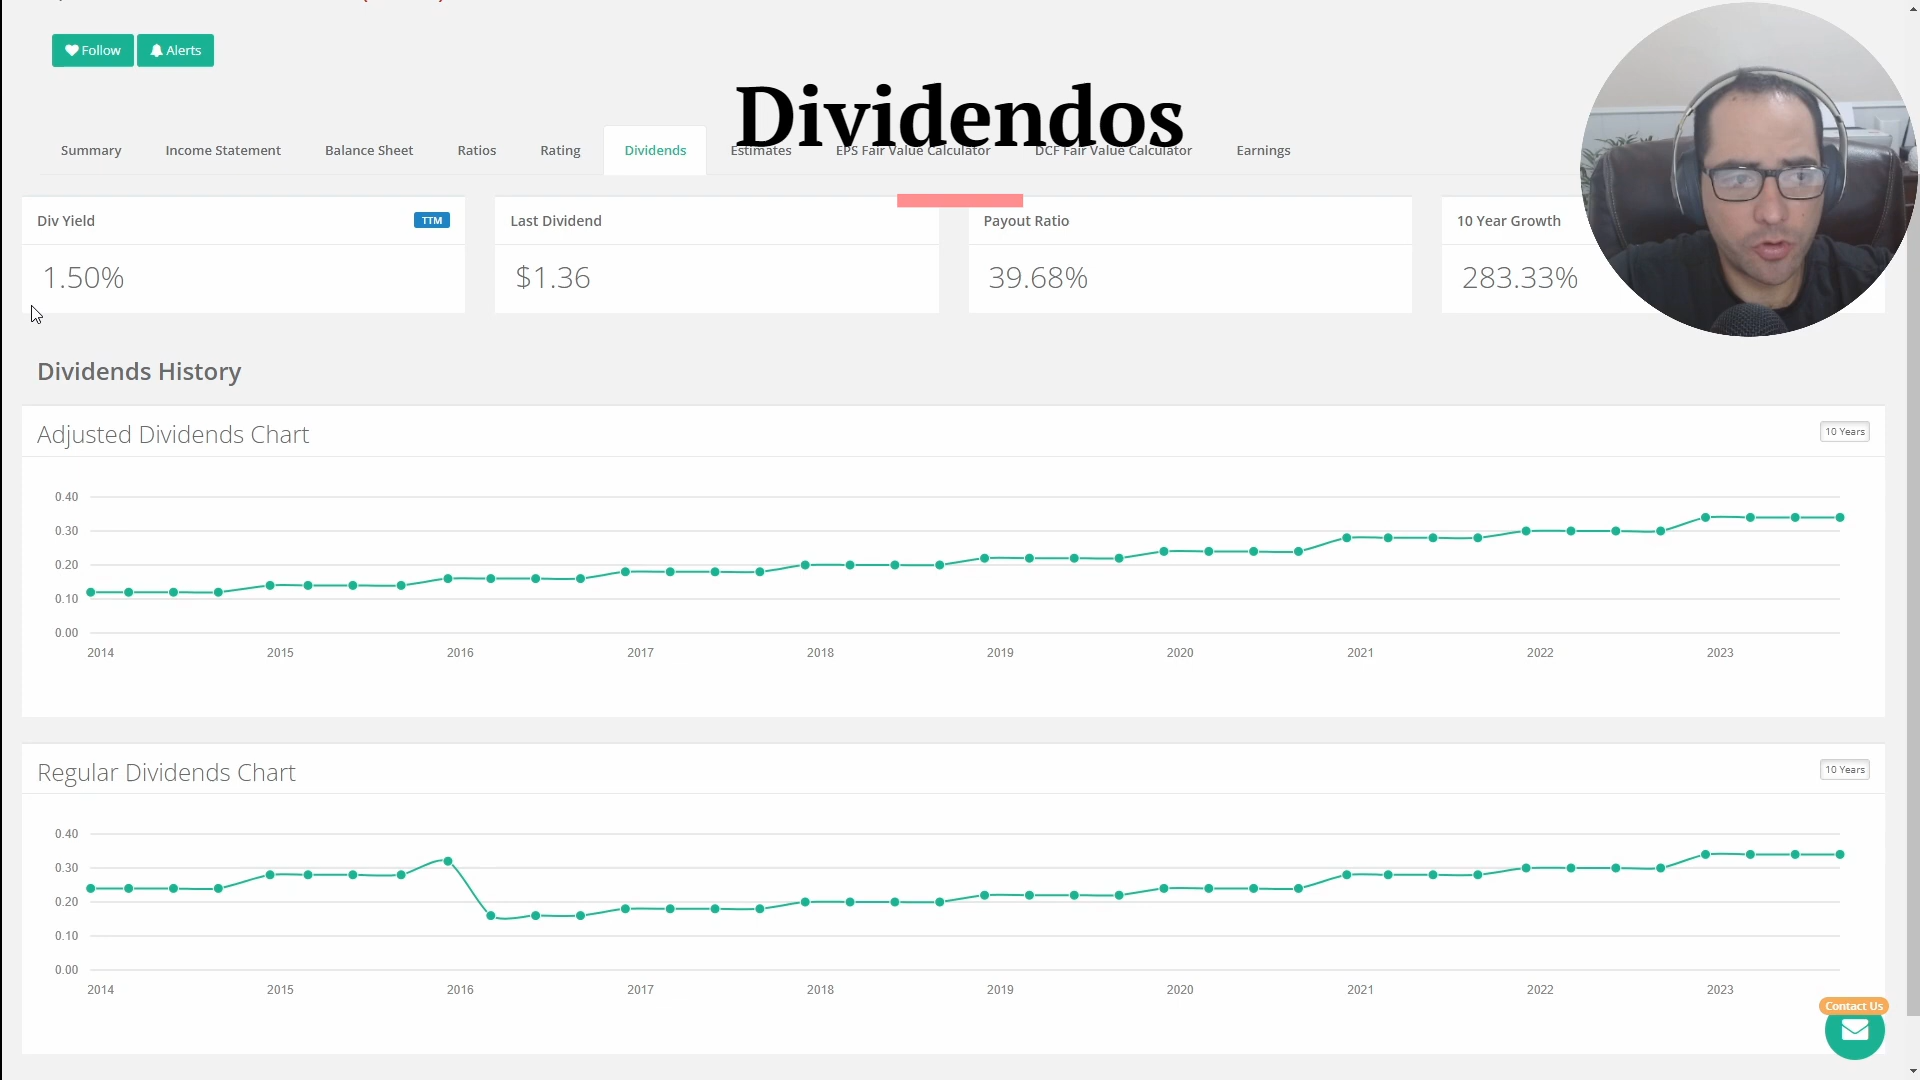 Follow
Alerts
Dividendos
Summary
Income Statement
Balance Sheet
Ratios
Rating
Dividends
Estimates
EPS Fair Value Calculator
DCF Fair Value Calculator
Earnings
Div Yield
TTM
1.50%
Last Dividend
$1.36
Payout Ratio
39.68%
10 Year Growth
283.33%
Dividends History
Adjusted Dividends Chart
10 Years
0.40
0.30
0.20
0.10
0.00
2014 2015 2016 2017 2018 2019 2020 2021 2022 2023
Regular Dividends Chart
10 Years
0.40
0.30
0.20
0.10
0.00
2014 2015 2016 2017 2018 2019 2020 2021 2022 2023
Contact Us